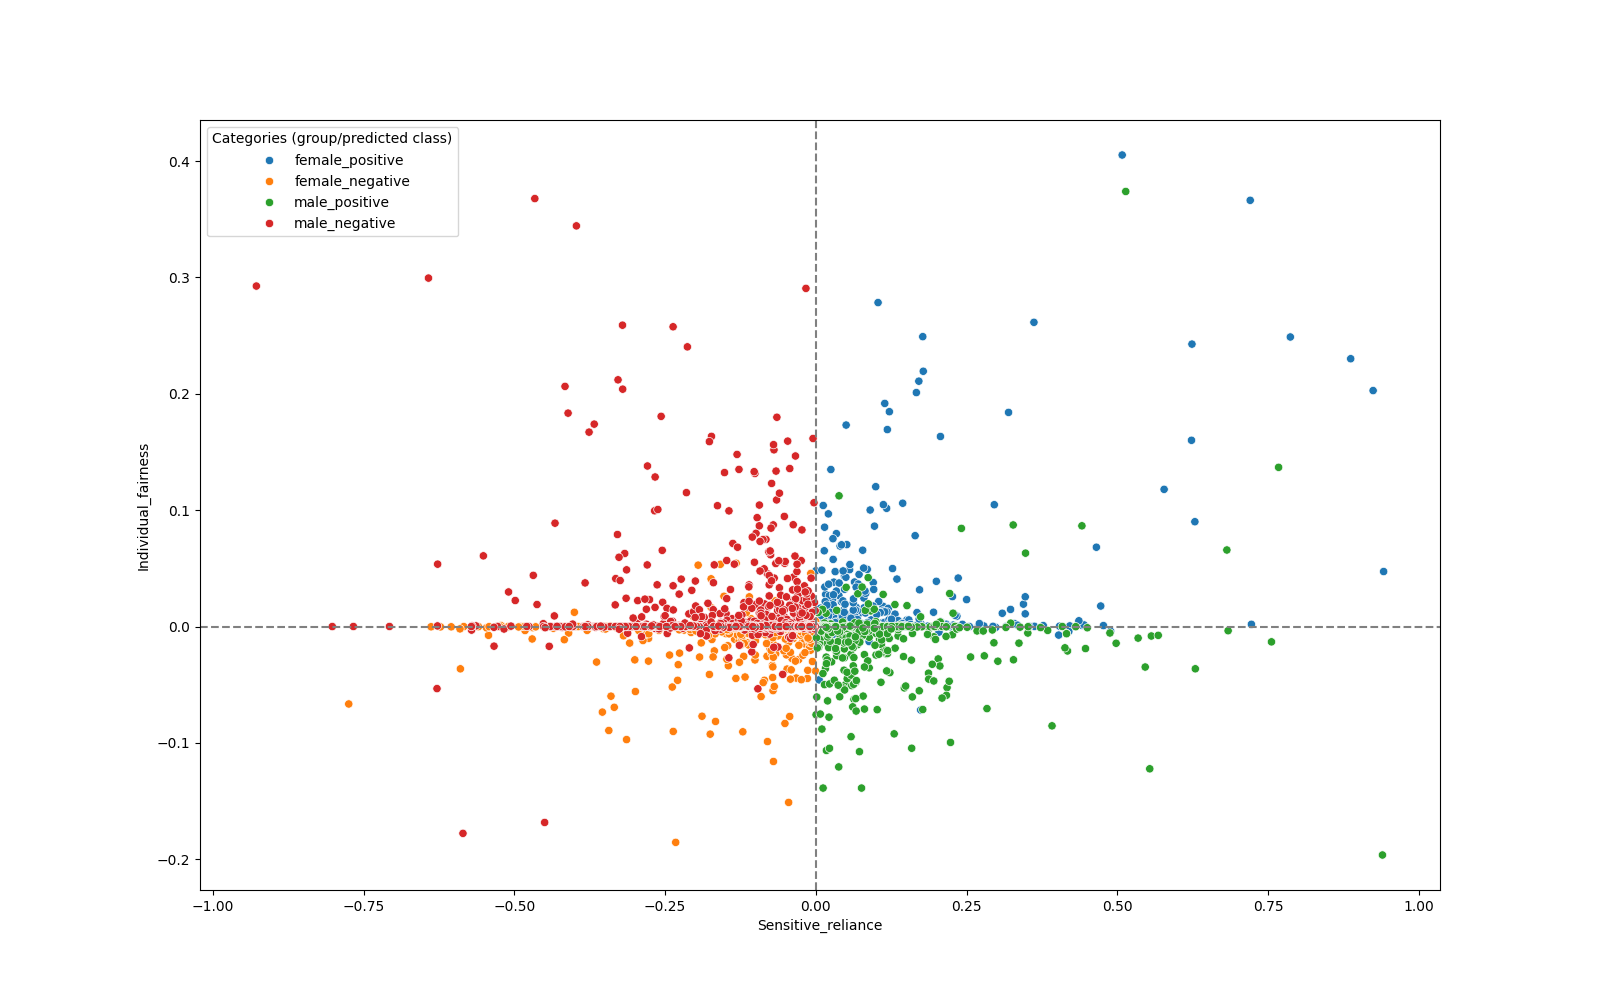 Categories (group/predicted class)
female_positive
female_negative
male_positive
male_negative
0.4
0.3
0.2
0.1
0.0
−0.1
−0.2
Individual_fairness
−1.00 −0.75 −0.50 −0.25 0.00 0.25 0.50 0.75 1.00
Sensitive_reliance